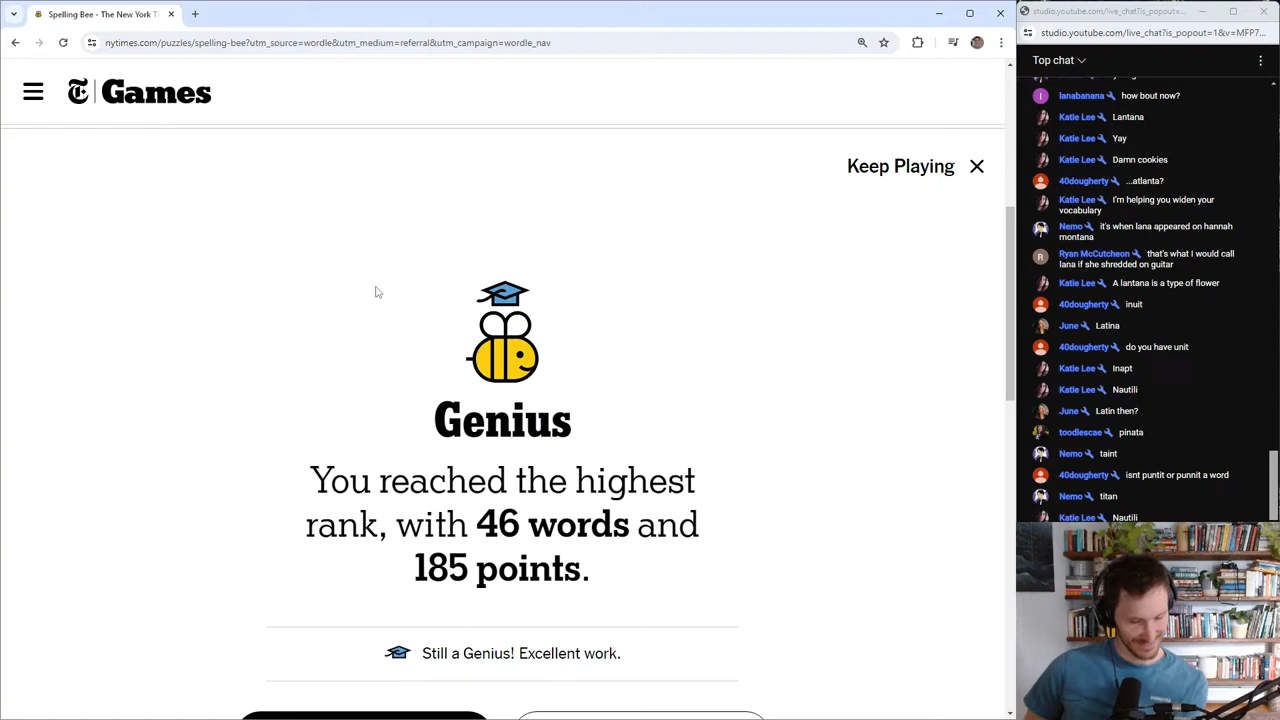 Spelling Bee - The New York Ti
studio.youtube.com/live_chat?is_popout=...
nytimes.com/puzzles/spelling-bee?utm_source=wordle&utm_medium=referral&utm_campaign=wordle_nav
studio.youtube.com/live_chat?is_popout=1&v=MFP7...
Games
Keep Playing
Genius
You reached the highest
rank, with 46 words and
185 points.
Still a Genius! Excellent work.
Top chat
lanabanana how bout now?
Katie Lee Lantana
Katie Lee Yay
Katie Lee Damn cookies
40dougherty ...atlanta?
Katie Lee I'm helping you widen your
vocabulary
Nemo it's when lana appeared on hannah
montana
R Ryan McCutcheon that's what I would call
lana if she shredded on guitar
Katie Lee A lantana is a type of flower
40dougherty inuit
June Latina
40dougherty do you have unit
Katie Lee Inapt
Katie Lee Nautili
June Latin then?
toodlescae pinata
Nemo taint
40dougherty isnt puntit or punnit a word
Nemo titan
Katie Lee Nautili